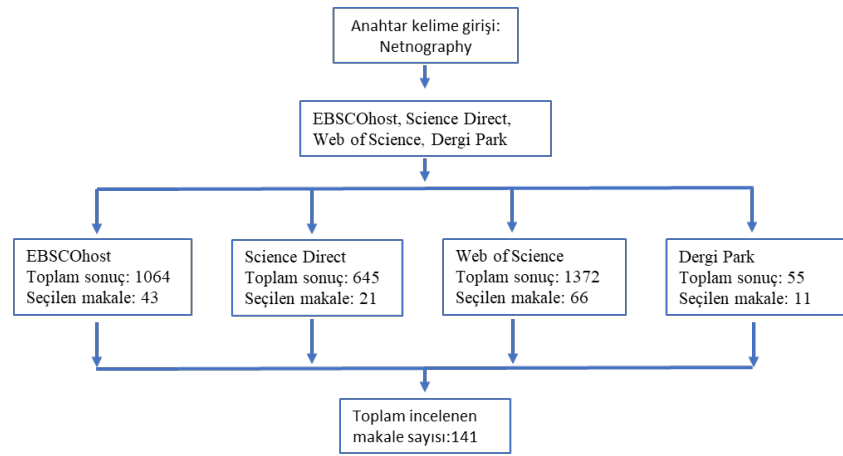 Anahtar kelime girişi:
Netnography
EBSCOhost, Science Direct,
Web of Science, Dergi Park
EBSCOhost
Toplam sonuç: 1064
Seçilen makale: 43
Science Direct
Toplam sonuç: 645
Seçilen makale: 21
Web of Science
Toplam sonuç: 1372
Seçilen makale: 66
Dergi Park
Toplam sonuç: 55
Seçilen makale: 11
Toplam incelenen
makale sayısı:141